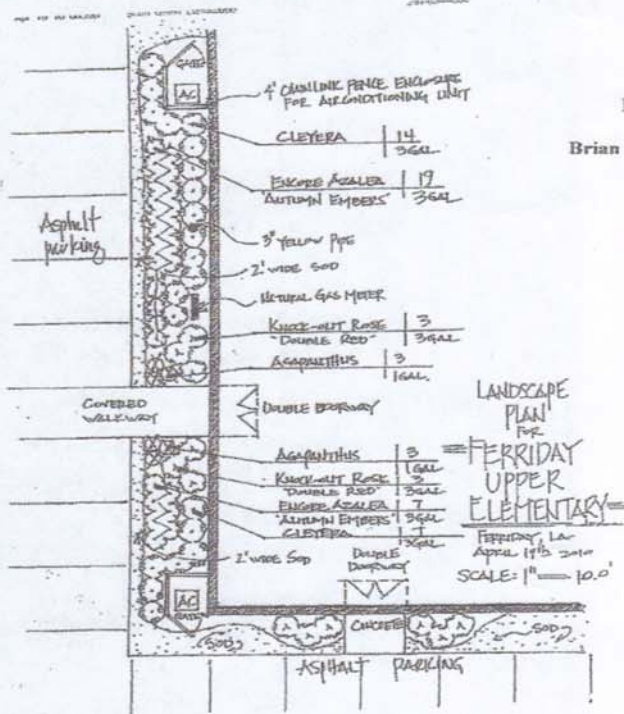 GATE
AC
4' CHAINLINK FENCE ENCLOSURE
FOR AIRCONDITIONING UNIT
CLEYERA 14
3GAL
Brian
ENCORE AZALEA 19
'AUTUMN EMBERS' 3GAL
Asphalt
parking
3" YELLOW PIPE
2' WIDE SOD
NATURAL GAS METER
KNOCK-OUT ROSE 3
"DOUBLE RED" 3GAL
AGAPANTHUS 3
1GAL.
COVERED
WALKWAY
DOUBLE DOORWAY
LANDSCAPE
PLAN
FOR
FERRIDAY
UPPER
ELEMENTARY
FERRIDAY, LA
APRIL 19th 2010
SCALE: 1" = 10.0'
AGAPANTHUS 3
1GAL
KNOCK-OUT ROSE 3
"DOUBLE RED" 3GAL
ENCORE AZALEA 7
'AUTUMN EMBERS' 3GAL
CLEYERA 7
3GAL
2' WIDE SOD
DOUBLE
DOORWAY
AC
GATE
CONCRETE
SOD
SOD
ASPHALT PARKING